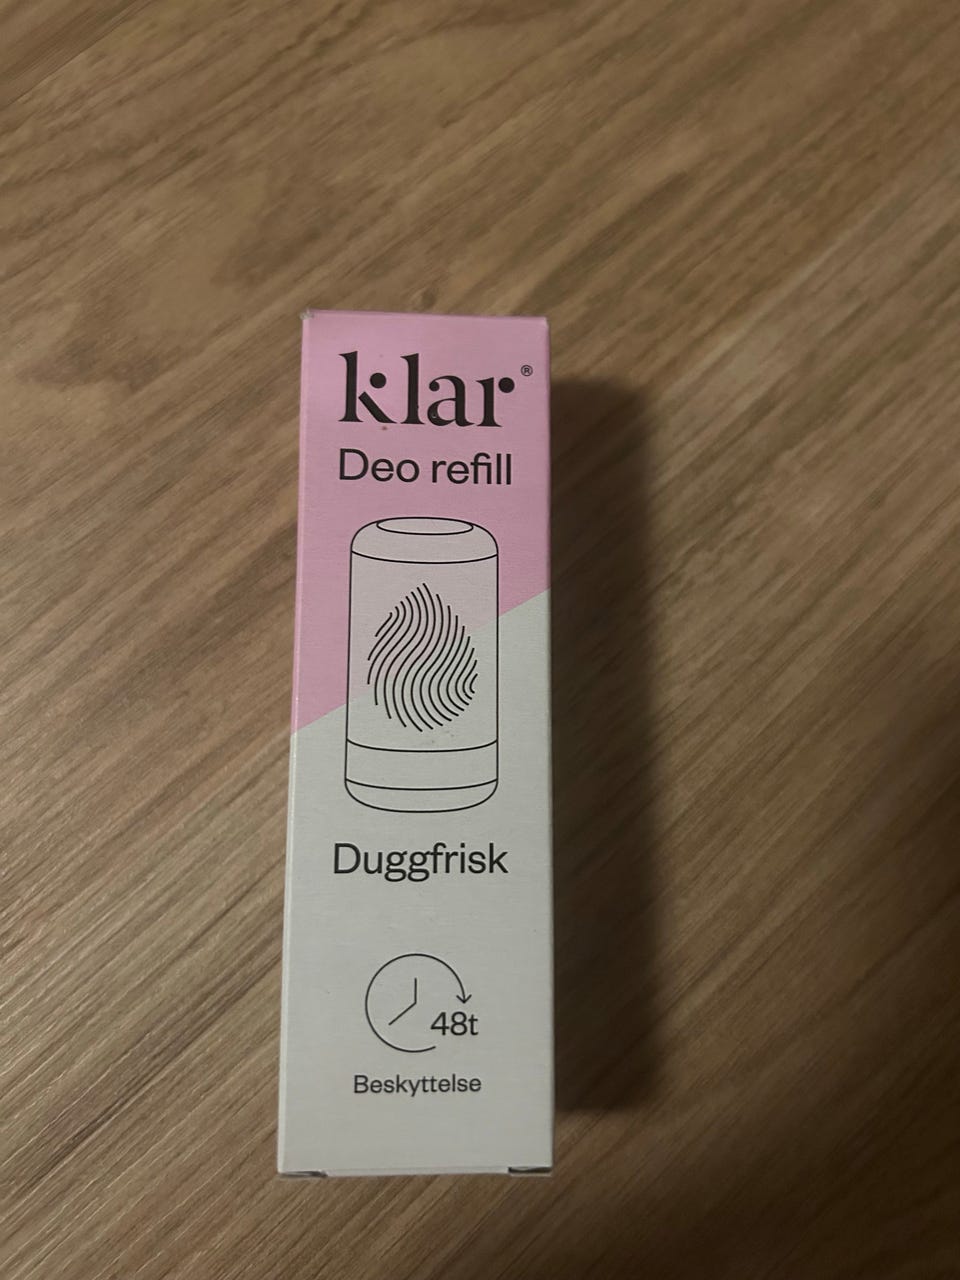 klar®
Deo refill
Duggfrisk
48t
Beskyttelse